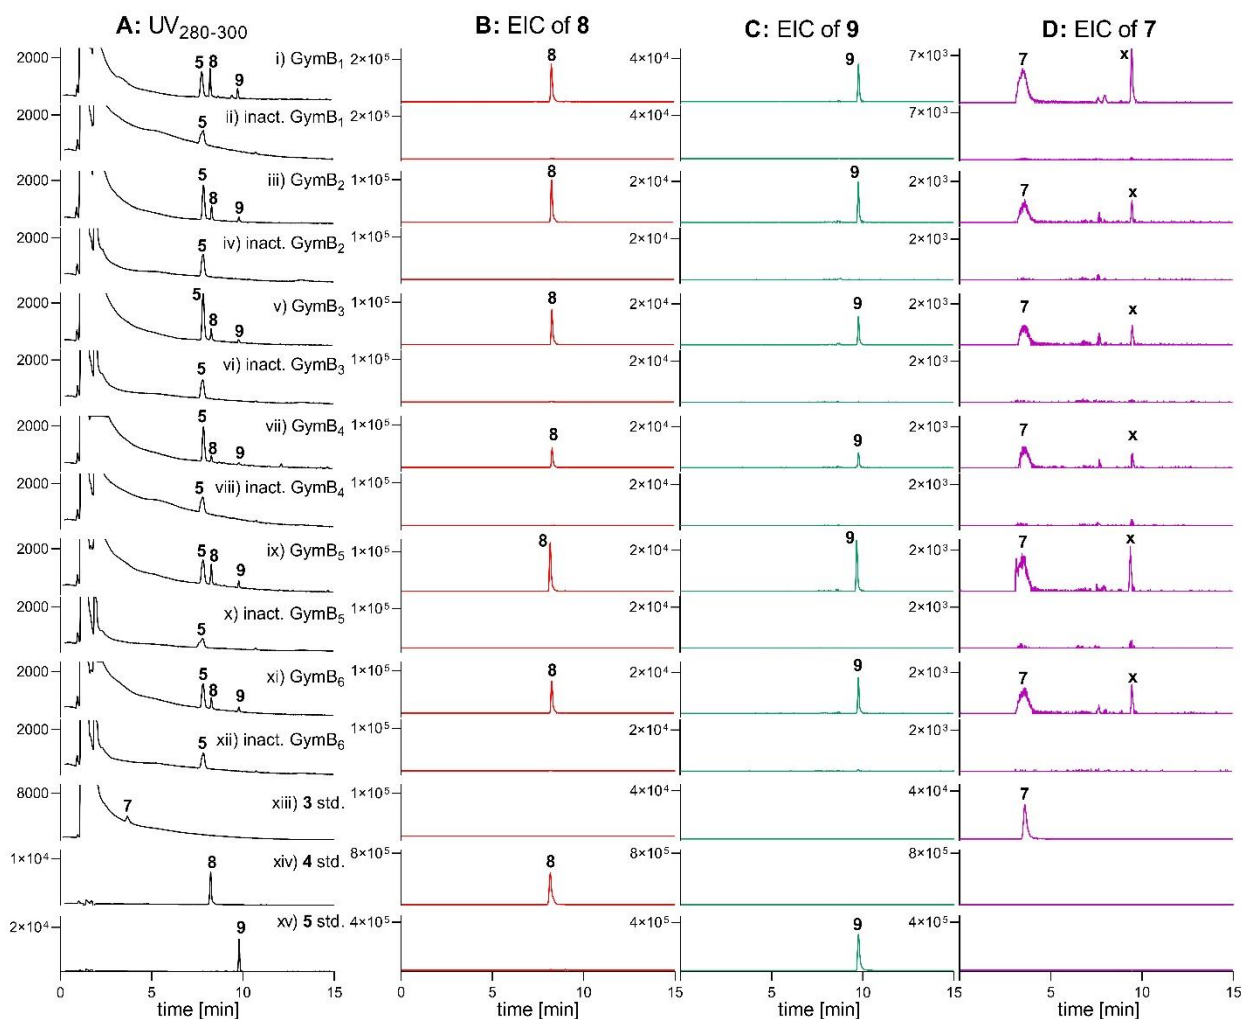 A: UV280-300 B: EIC of 8 C: EIC of 9 D: EIC of 7
2000 5 8 9 i) GymB1 2×10⁵ 8 4×10⁴ 9 7×10³ 7 x
2000 5 ii) inact. GymB1 2×10⁵ 4×10⁴ 7×10³
2000 5 8 9 iii) GymB2 1×10⁵ 8 2×10⁴ 9 2×10³ 7 x
2000 5 iv) inact. GymB2 1×10⁵ 2×10⁴ 2×10³
2000 5 8 9 v) GymB3 1×10⁵ 8 2×10⁴ 9 2×10³ 7 x
2000 5 vi) inact. GymB3 1×10⁵ 2×10⁴ 2×10³
2000 5 8 9 vii) GymB4 1×10⁵ 8 2×10⁴ 9 2×10³ 7 x
2000 5 viii) inact. GymB4 1×10⁵ 2×10⁴ 2×10³
2000 5 8 9 ix) GymB5 1×10⁵ 8 2×10⁴ 9 2×10³ 7 x
2000 5 x) inact. GymB5 1×10⁵ 2×10⁴ 2×10³
2000 5 8 9 xi) GymB6 1×10⁵ 8 2×10⁴ 9 2×10³ 7 x
2000 5 xii) inact. GymB6 1×10⁵ 2×10⁴ 2×10³
8000 7 xiii) 3 std. 1×10⁵ 4×10⁴ 4×10³ 7
1×10⁴ 8 xiv) 4 std. 8×10⁵ 8 8×10⁵ 8×10⁵
2×10⁴ 9 xv) 5 std. 4×10⁵ 4×10⁵ 9 4×10⁵
0 5 10 15 0 5 10 15 5 10 15 5 10 15
time [min] time [min] time [min] time [min]